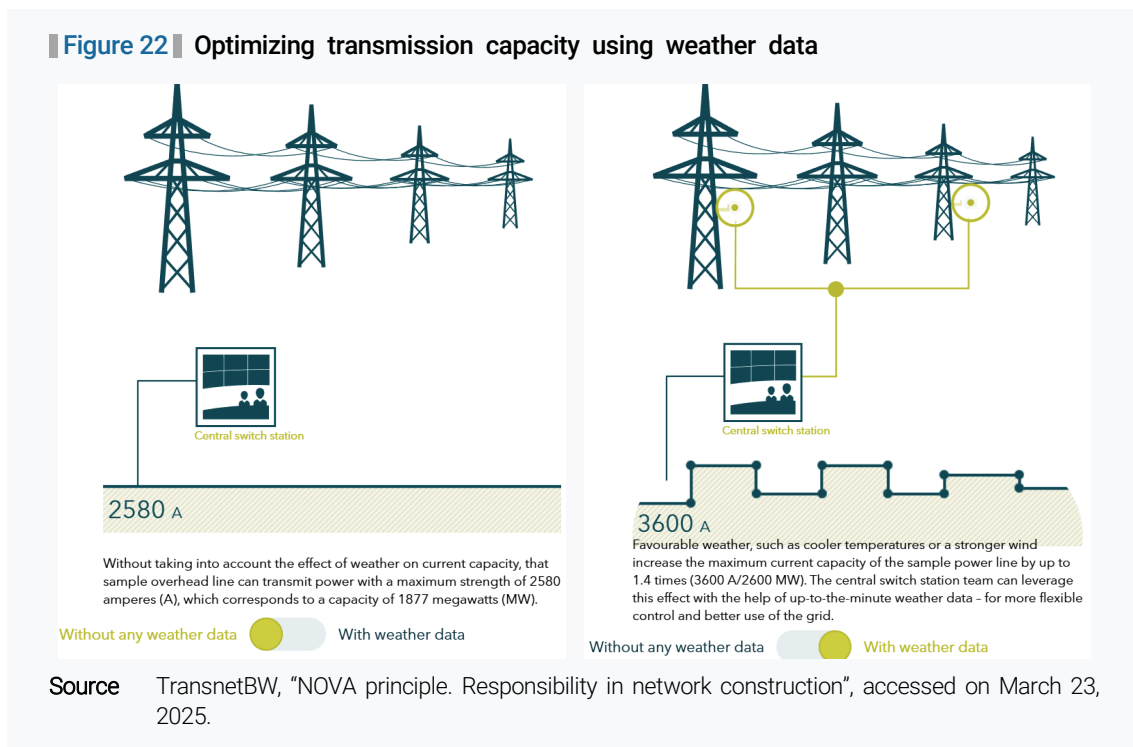 Figure 22 Optimizing transmission capacity using weather data
Central switch station
2580 A
Without taking into account the effect of weather on current capacity, that
sample overhead line can transmit power with a maximum strength of 2580
amperes (A), which corresponds to a capacity of 1877 megawatts (MW).
Without any weather data With weather data
Central switch station
3600 A
Favourable weather, such as cooler temperatures or a stronger wind
increase the maximum current capacity of the sample power line by up to
1.4 times (3600 A/2600 MW). The central switch station team can leverage
this effect with the help of up-to-the-minute weather data – for more flexible
control and better use of the grid.
Without any weather data With weather data
Source TransnetBW, “NOVA principle. Responsibility in network construction”, accessed on March 23,
2025.